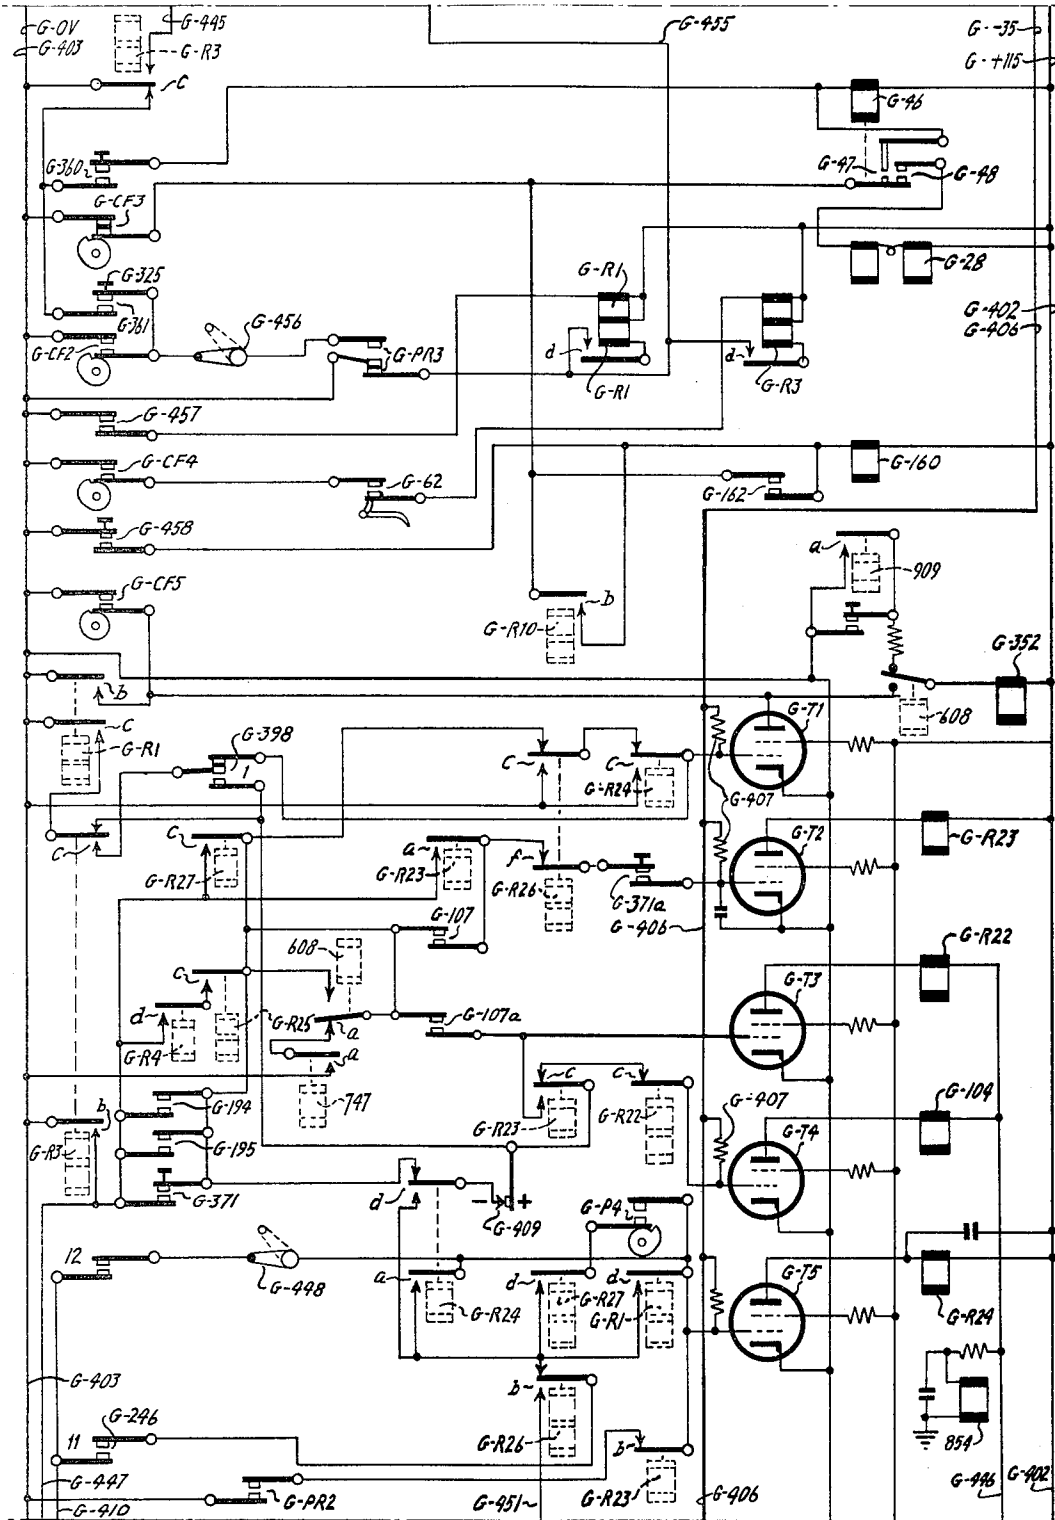 G-0V
G-403
G-445
G-R3
G-455
G--35
G-+115
C
G-46
G-360
G-47
G-48
G-CF3
G-325
G-361
G-R1
G-28
G-402
G-406
G-CF2
G-456
G-PR3
d
G-R1
d
G-R3
G-457
G-CF4
G-62
G-160
G-162
G-458
a
909
G-CF5
b
G-R10
G-352
b
C
G-R1
608
G-T1
G-398
1
C
C
G-R24
G-407
C
C
G-R27
a
G-R23
f
G-R26
G-T2
G-R23
G-107
G-371a
G-406
608
G-R22
c
d
G-R4
G-R25
a
G-107a
G-T3
a
747
G-194
c
G-R23
c
G-R22
G-407
G-104
b
G-R3
G-195
G-T4
G-371
d
- +
G-409
G-P4
12
G-448
a
G-R24
d
G-R27
d
G-R1
G-T5
G-R24
G-403
b
G-R26
G-246
11
854
G-447
b
G-R23
G-446
G-402
G-410
G-PR2
G-451
G-406